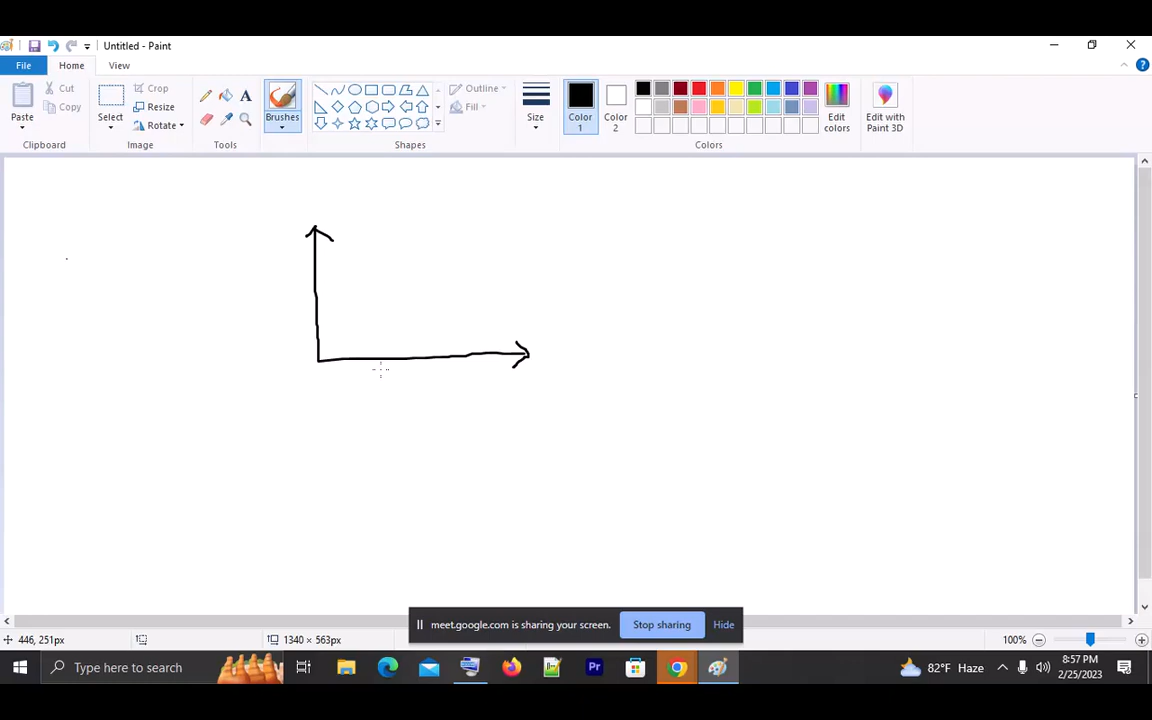 Untitled - Paint
File
Home
View
Paste
Cut
Copy
Clipboard
Select
Crop
Resize
Rotate
Image
A
Tools
Brushes
Outline
Fill
Shapes
Size
Color
1
Color
2
Edit
colors
Colors
Edit with
Paint 3D
meet.google.com is sharing your screen.
Stop sharing
Hide
446, 251px
1340 × 563px
100%
Type here to search
Pr
82°F Haze
8:57 PM
2/25/2023